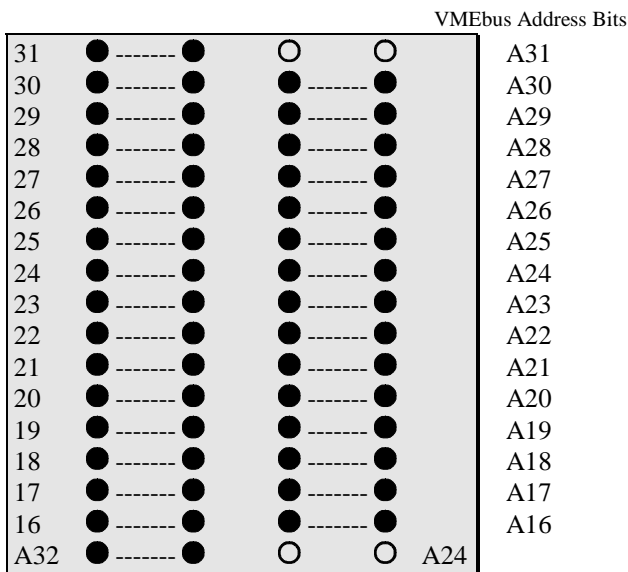 VMEbus Address Bits
31 ------- A31
30 ------- ------- A30
29 ------- ------- A29
28 ------- ------- A28
27 ------- ------- A27
26 ------- ------- A26
25 ------- ------- A25
24 ------- ------- A24
23 ------- ------- A23
22 ------- ------- A22
21 ------- ------- A21
20 ------- ------- A20
19 ------- ------- A19
18 ------- ------- A18
17 ------- ------- A17
16 ------- ------- A16
A32 ------- A24